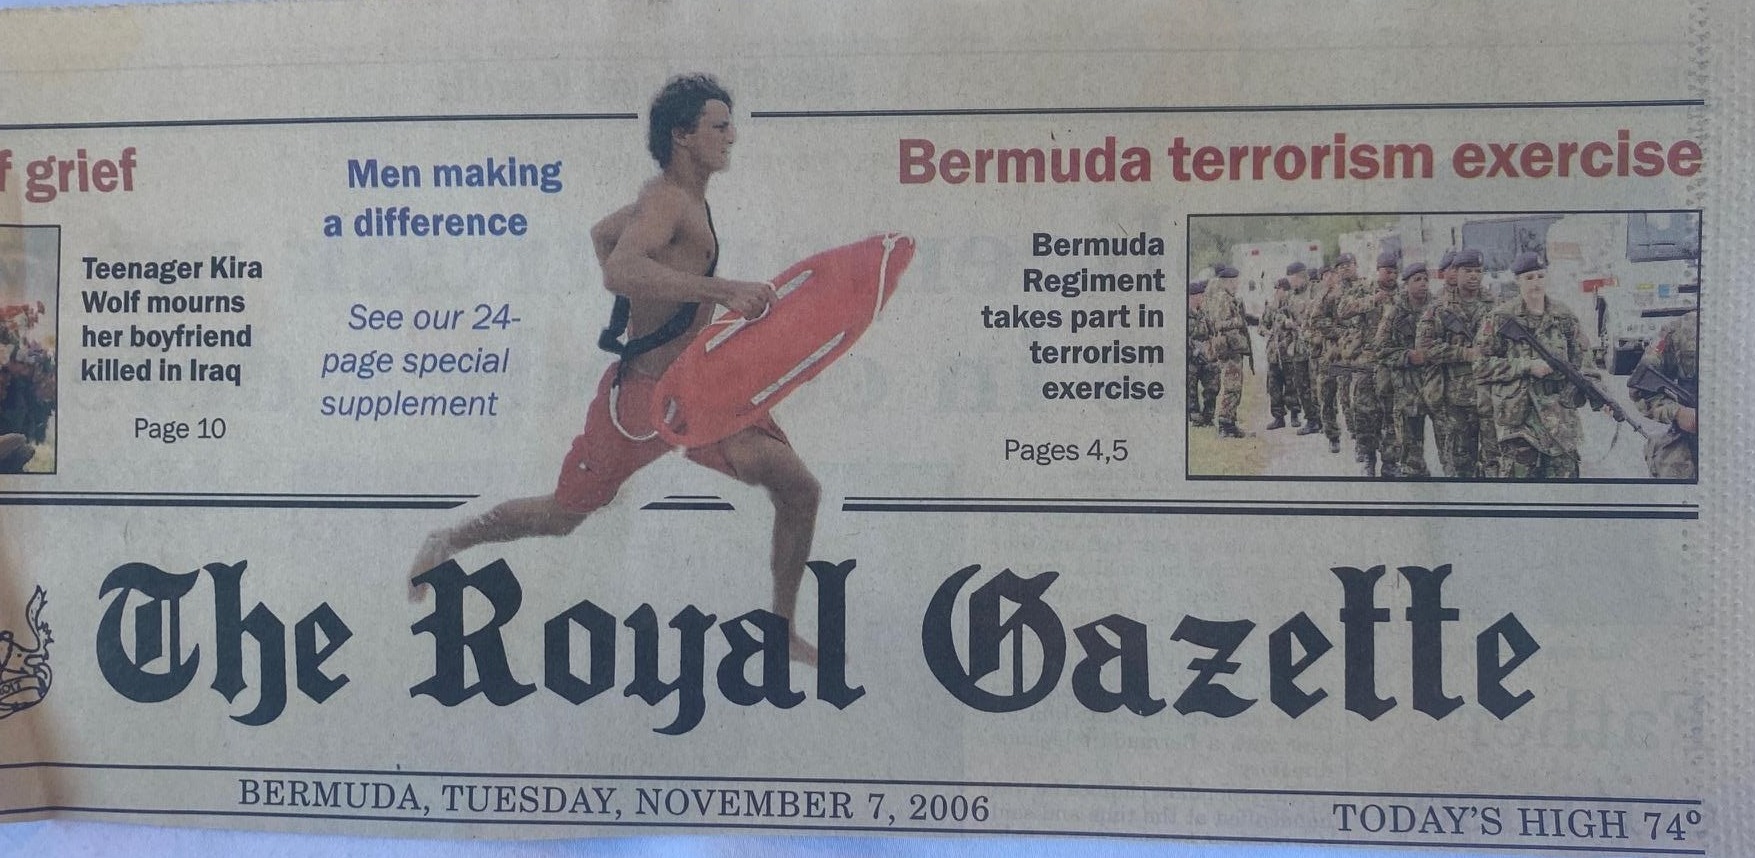 f grief
Teenager Kira
Wolf mourns
her boyfriend
killed in Iraq
Page 10
Men making
a difference
See our 24-
page special
supplement
Bermuda terrorism exercise
Bermuda
Regiment
takes part in
terrorism
exercise
Pages 4,5
The Royal Gazette
BERMUDA, TUESDAY, NOVEMBER 7, 2006
TODAY'S HIGH 74º